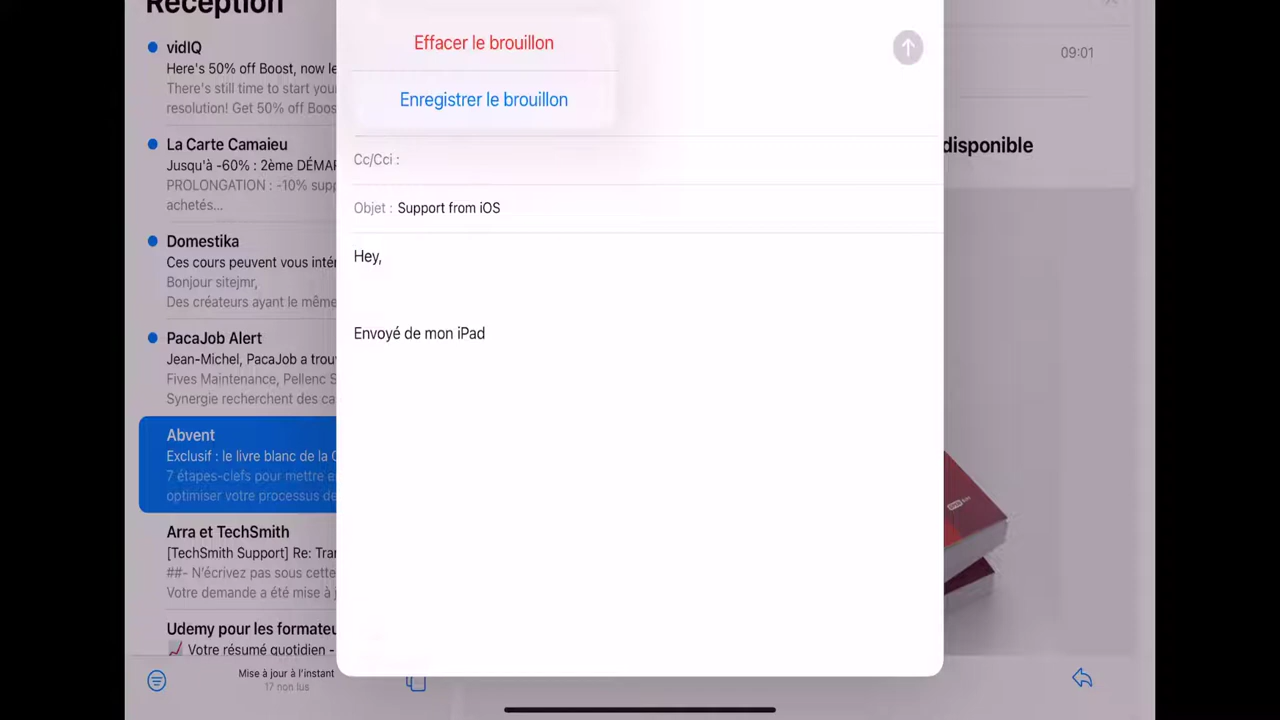 Réception
vidIQ
Here's 50% off Boost, now le
There's still time to start your
resolution! Get 50% off Boos
La Carte Camaieu
Jusqu'à -60% : 2ème DÉMAR
PROLONGATION : -10% supp
achetés...
Domestika
Ces cours peuvent vous intér
Bonjour sitejmr,
Des créateurs ayant le même
PacaJob Alert
Jean-Michel, PacaJob a trou
Fives Maintenance, Pellenc S
Synergie recherchent des ca
Abvent
Exclusif : le livre blanc de la C
7 étapes-clefs pour mettre e
optimiser votre processus de
Arra et TechSmith
[TechSmith Support] Re: Tran
##- N'écrivez pas sous cette
Votre demande a été mise à j
Udemy pour les formateu
Votre résumé quotidien -
Mise à jour à l'instant
17 non lus
Effacer le brouillon
Enregistrer le brouillon
Cc/Cci :
Objet : Support from iOS
Hey,
Envoyé de mon iPad
09:01
disponible